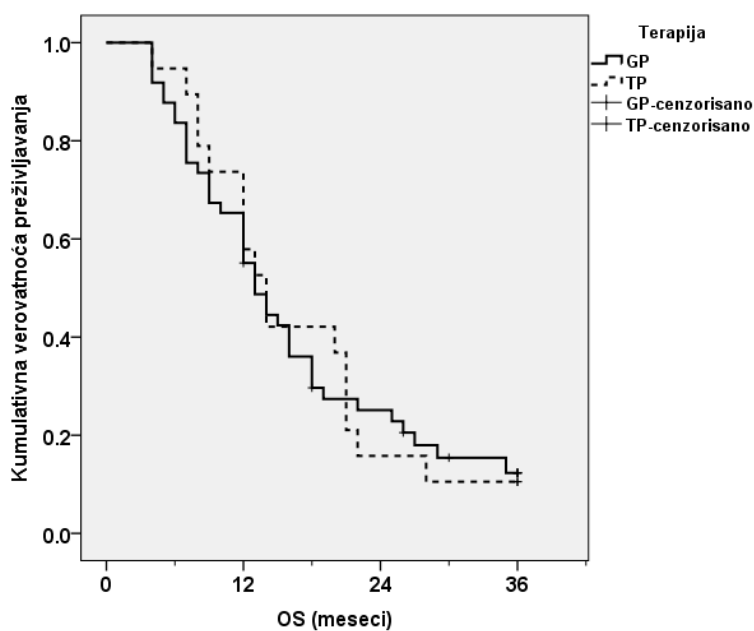 Terapija
GP
TP
GP-cenzorisano
TP-cenzorisano
Kumulativna verovatnoća preživljavanja
1.0
0.8
0.6
0.4
0.2
0.0
0 12 24 36
OS (meseci)